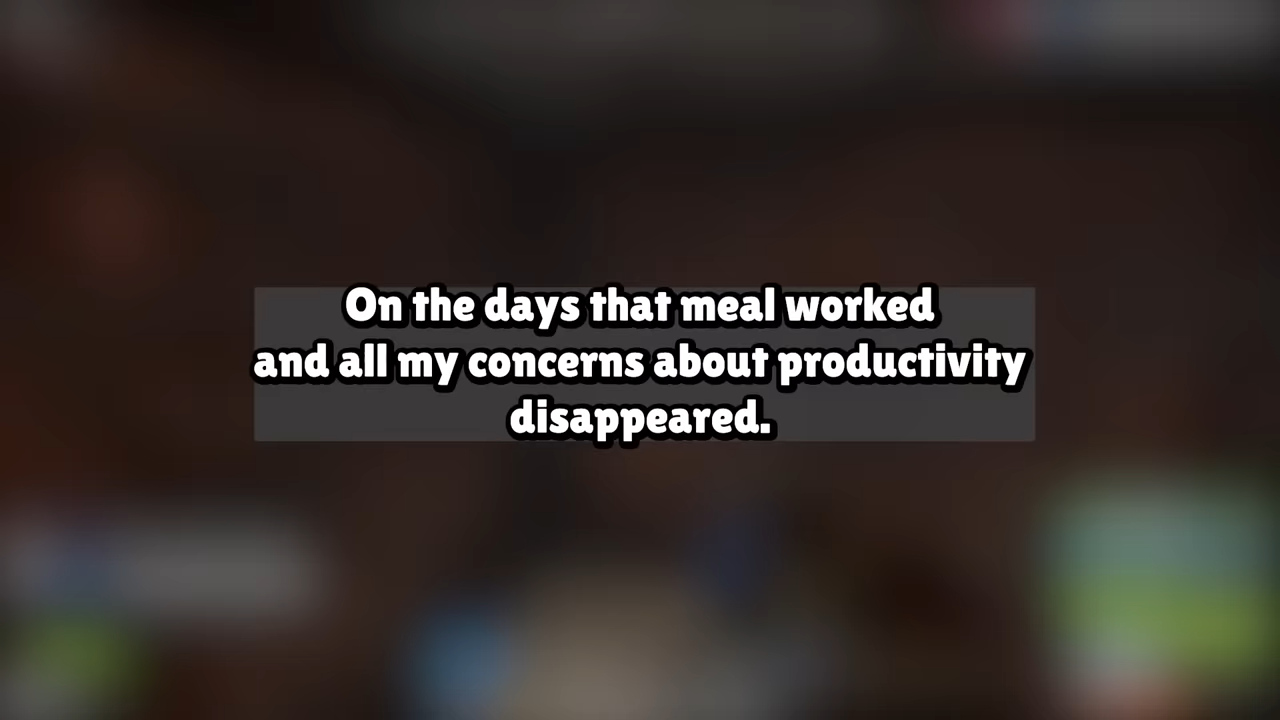 On the days that meal worked
and all my concerns about productivity
disappeared.